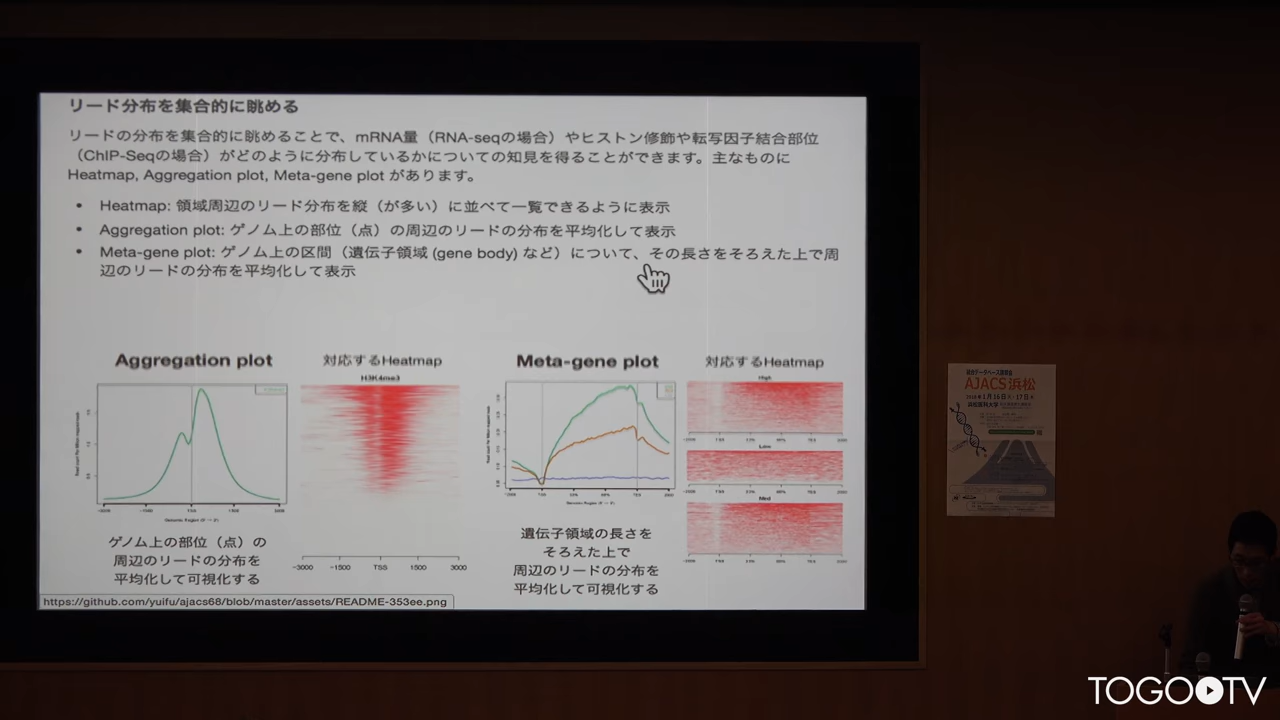 リード分布を集合的に眺める
リードの分布を集合的に眺めることで、mRNA量（RNA-seqの場合）やヒストン修飾や転写因子結合部位
（ChIP-Seqの場合）がどのように分布しているかについての知見を得ることができます。主なものに
Heatmap, Aggregation plot, Meta-gene plot があります。
• Heatmap: 領域周辺のリード分布を縦（が多い）に並べて一覧できるように表示
• Aggregation plot: ゲノム上の部位（点）の周辺のリードの分布を平均化して表示
• Meta-gene plot: ゲノム上の区間（遺伝子領域 (gene body) など）について、その長さをそろえた上で周
辺のリードの分布を平均化して表示
Aggregation plot
対応するHeatmap
H3K4me3
-3000 -1500 TSS 1500 3000
ゲノム上の部位（点）の
周辺のリードの分布を
平均化して可視化する
Meta-gene plot
対応するHeatmap
High
Low
Med
遺伝子領域の長さを
そろえた上で
周辺のリードの分布を
平均化して可視化する
https://github.com/yuifu/ajacs68/blob/master/assets/README-353ee.png
AJACS浜松
TOGOTV